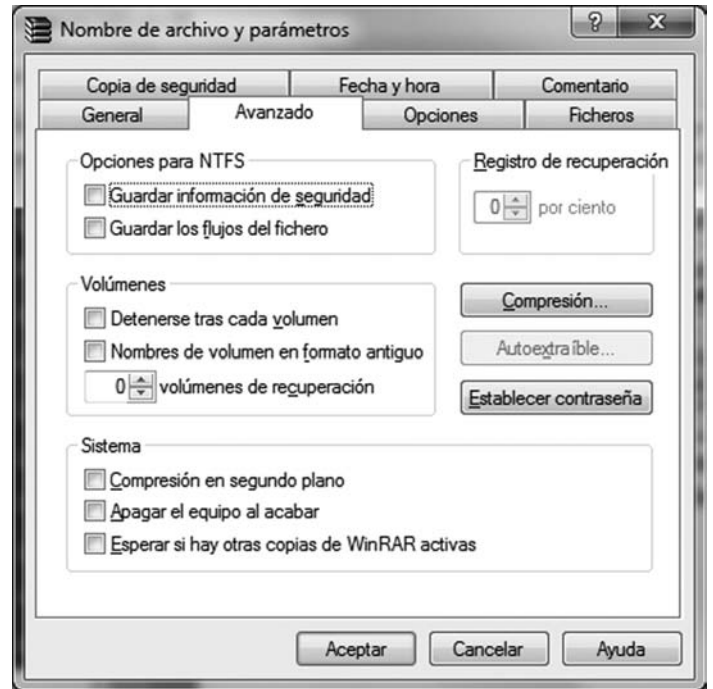 Nombre de archivo y parámetros
Copia de seguridad Fecha y hora Comentario
General Avanzado Opciones Ficheros
Opciones para NTFS
Guardar información de seguridad
Guardar los flujos del fichero
Registro de recuperación
0 por ciento
Volúmenes
Detenerse tras cada volumen
Nombres de volumen en formato antiguo
0 volúmenes de recuperación
Compresión...
Autoextraíble...
Establecer contraseña
Sistema
Compresión en segundo plano
Apagar el equipo al acabar
Esperar si hay otras copias de WinRAR activas
Aceptar Cancelar Ayuda